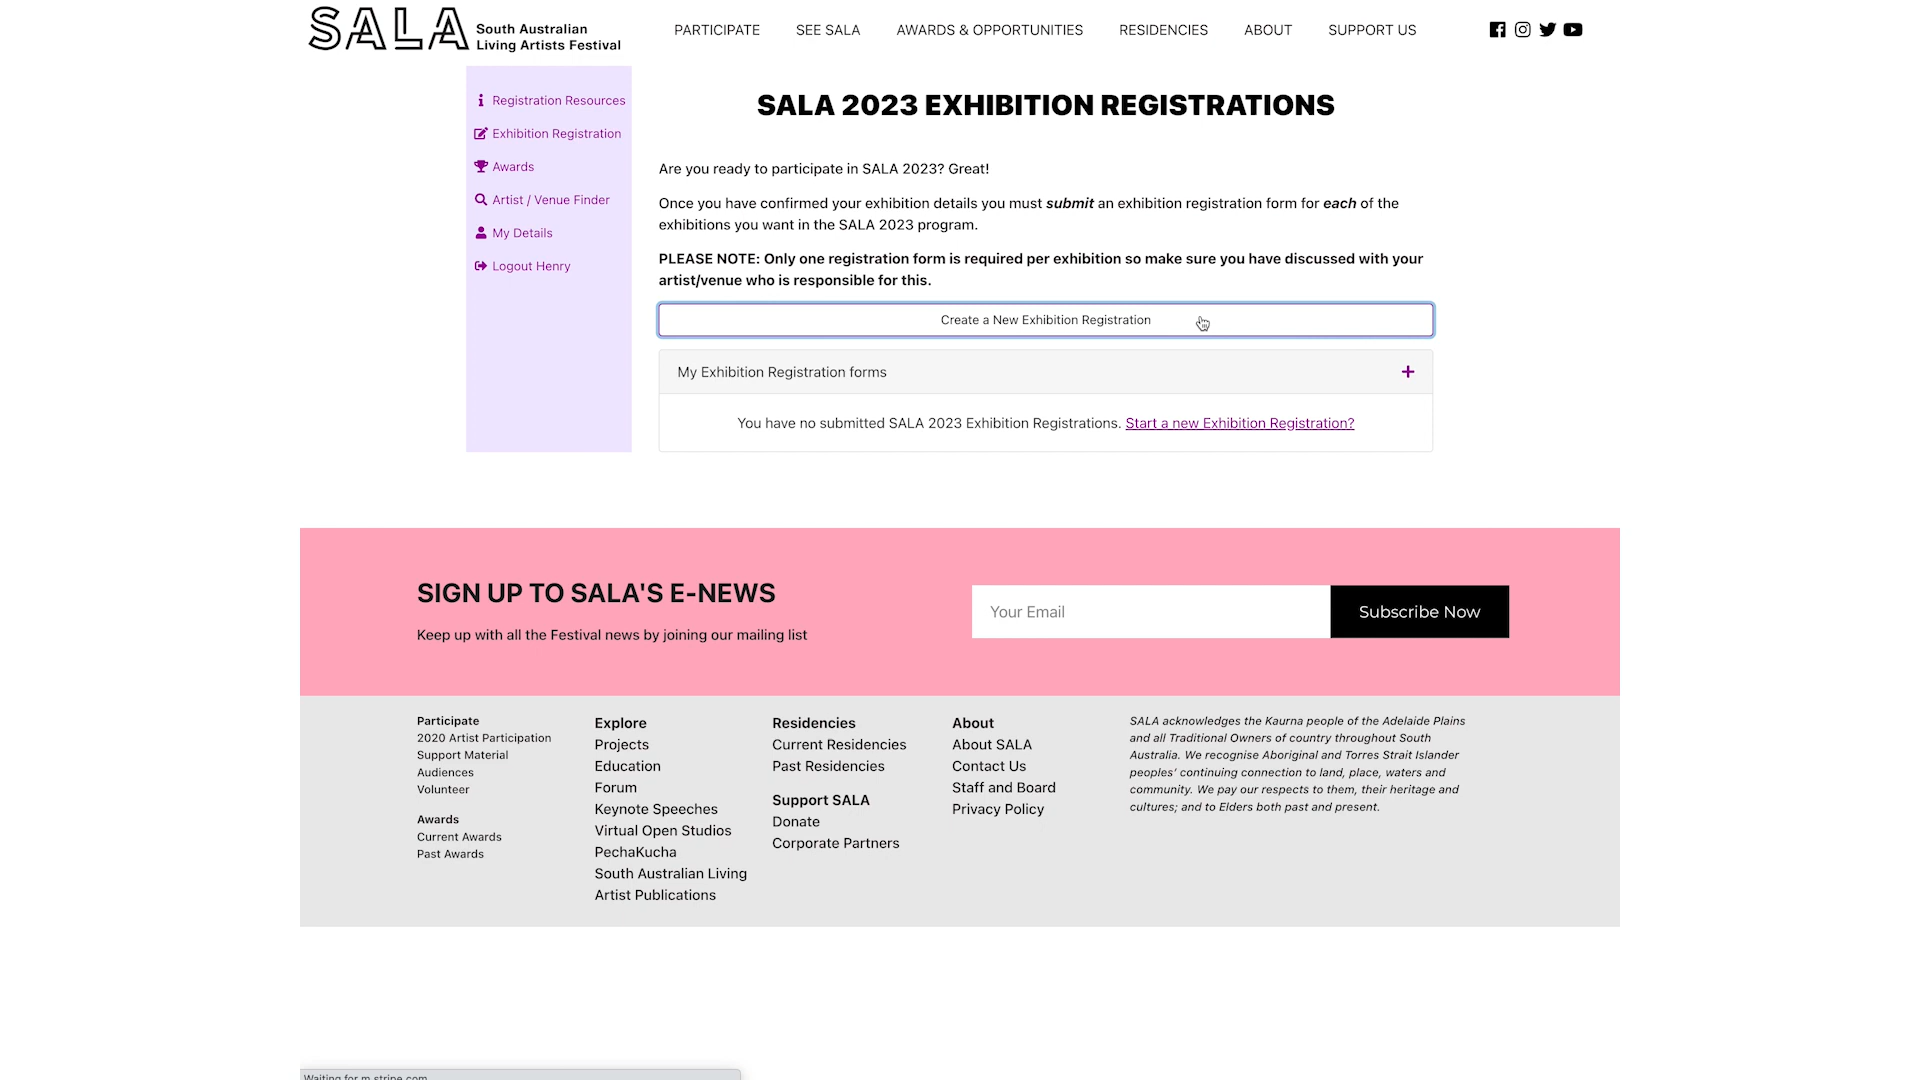 SALA South Australian
Living Artists Festival
PARTICIPATE SEE SALA AWARDS & OPPORTUNITIES RESIDENCIES ABOUT SUPPORT US
Registration Resources
Exhibition Registration
Awards
Artist / Venue Finder
My Details
Logout Henry
SALA 2023 EXHIBITION REGISTRATIONS
Are you ready to participate in SALA 2023? Great!
Once you have confirmed your exhibition details you must submit an exhibition registration form for each of the
exhibitions you want in the SALA 2023 program.
PLEASE NOTE: Only one registration form is required per exhibition so make sure you have discussed with your
artist/venue who is responsible for this.
Create a New Exhibition Registration
My Exhibition Registration forms
You have no submitted SALA 2023 Exhibition Registrations. Start a new Exhibition Registration?
SIGN UP TO SALA'S E-NEWS
Keep up with all the Festival news by joining our mailing list
Your Email
Subscribe Now
Participate
2020 Artist Participation
Support Material
Audiences
Volunteer
Awards
Current Awards
Past Awards
Explore
Projects
Education
Forum
Keynote Speeches
Virtual Open Studios
PechaKucha
South Australian Living
Artist Publications
Residencies
Current Residencies
Past Residencies
Support SALA
Donate
Corporate Partners
About
About SALA
Contact Us
Staff and Board
Privacy Policy
SALA acknowledges the Kaurna people of the Adelaide Plains
and all Traditional Owners of country throughout South
Australia. We recognise Aboriginal and Torres Strait Islander
peoples' continuing connection to land, place, waters and
community. We pay our respects to them, their heritage and
cultures; and to Elders both past and present.
Waiting for m.stripe.com